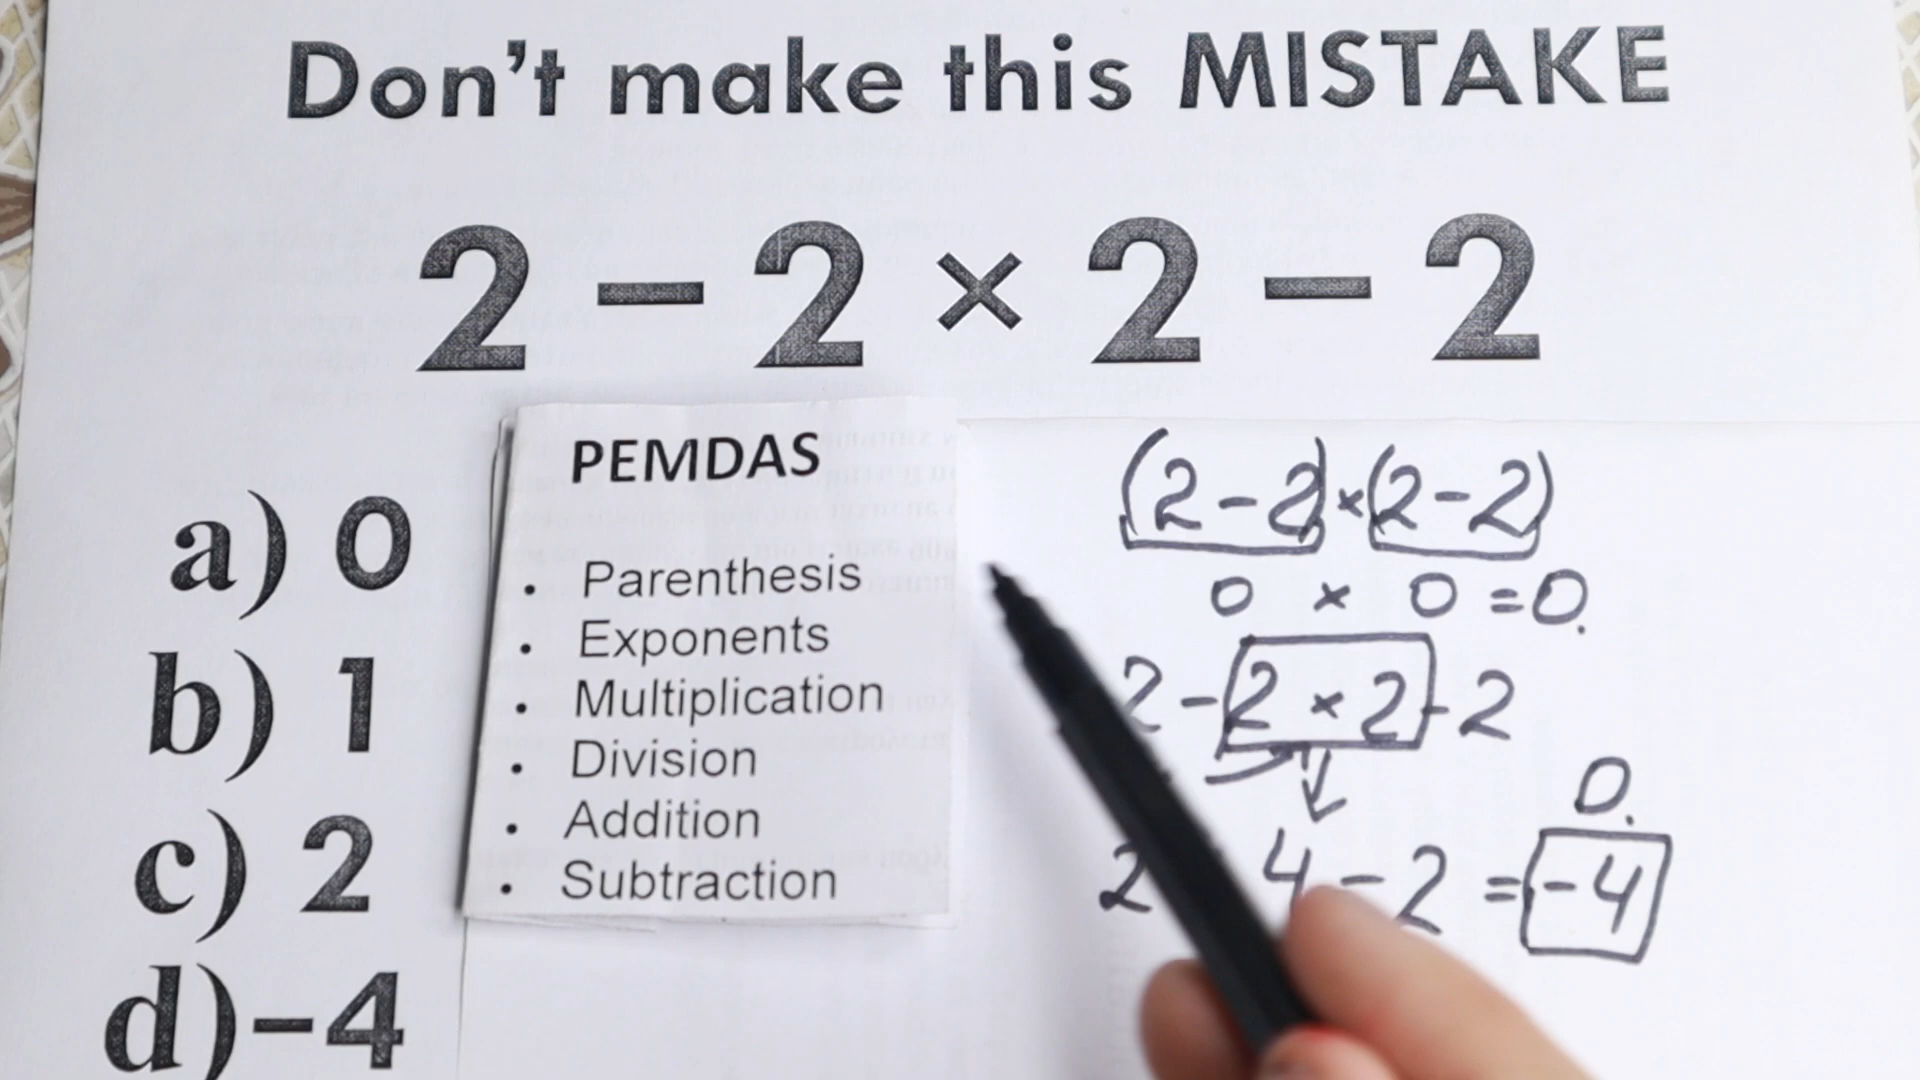 Don't make this MISTAKE
2 − 2 × 2 − 2
a) 0
b) 1
c) 2
d) −4
PEMDAS
• Parenthesis
• Exponents
• Multiplication
• Division
• Addition
• Subtraction
(2 − 2) × (2 − 2)
0 × 0 = 0.
2 − 2 × 2 − 2
0.
2 4 − 2 = −4